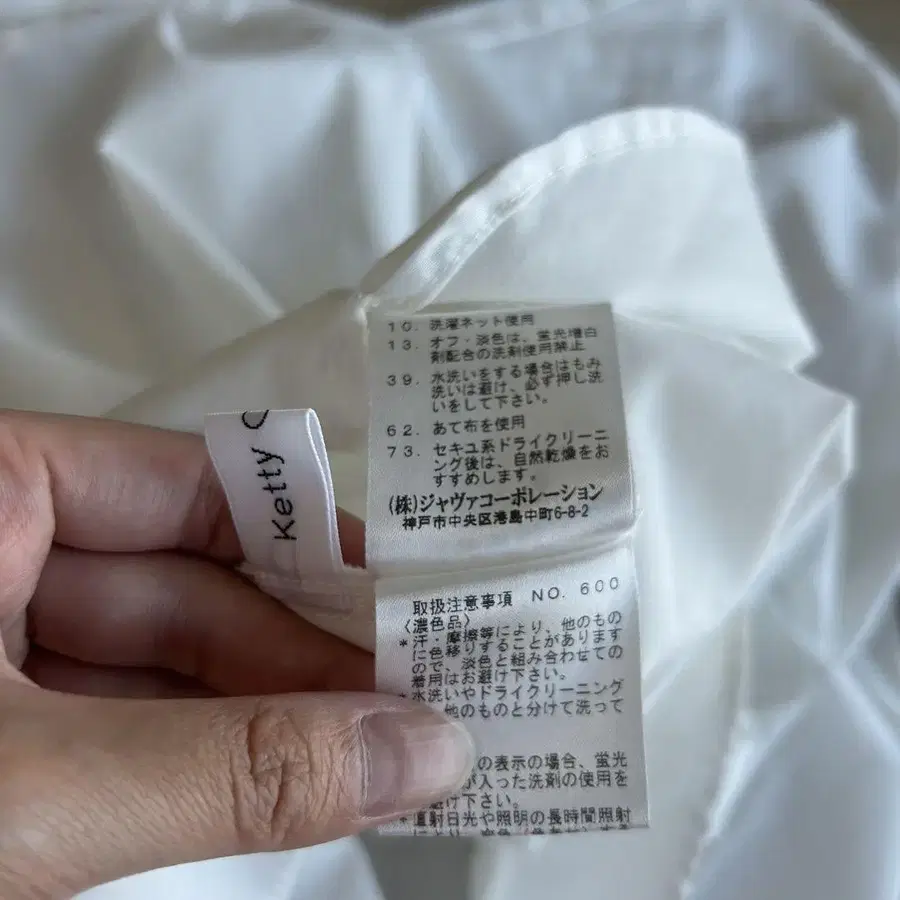 Ketty
10. 洗濯ネット使用
13. オフ・淡色は、蛍光増白
剤配合の洗剤使用禁止
39. 水洗いをする場合はもみ
洗いは避け、必ず押し洗
いをして下さい。
62. あて布を使用
73. セキユ系ドライクリーニ
ング後は、自然乾燥をお
すすめします。
(株)ジャヴァコーポレーション
神戸市中央区港島中町6-8-2
取扱注意事項 NO. 600
〈濃色品〉
*汗・摩擦等により、他のもの
に色移りすることがあります
ので、淡色と組み合わせての
着用はお避け下さい。
*水洗いやドライクリーニング
他のものと分けて洗って
の表示の場合、蛍光
が入った洗剤の使用を
け下さい。
*直射日光や照明の長時間照射
により